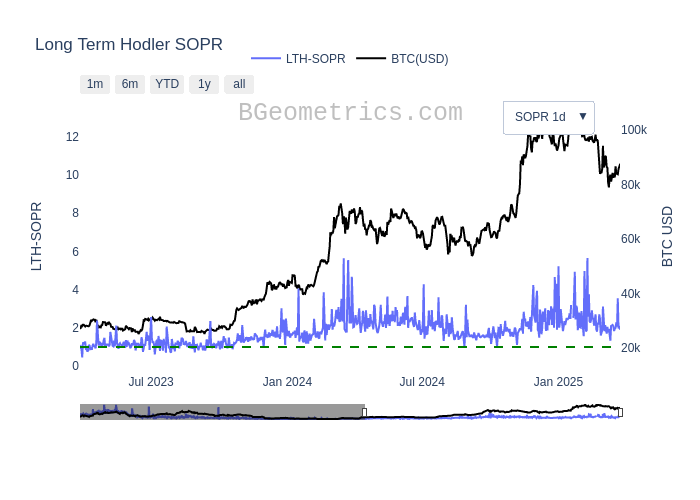 Long Term Hodler SOPR
LTH-SOPR
BTC(USD)
1m
6m
YTD
1y
all
BGeometrics.com
SOPR 1d
▼
12
10
8
6
4
2
0
LTH-SOPR
100k
80k
60k
40k
20k
BTC USD
Jul 2023
Jan 2024
Jul 2024
Jan 2025